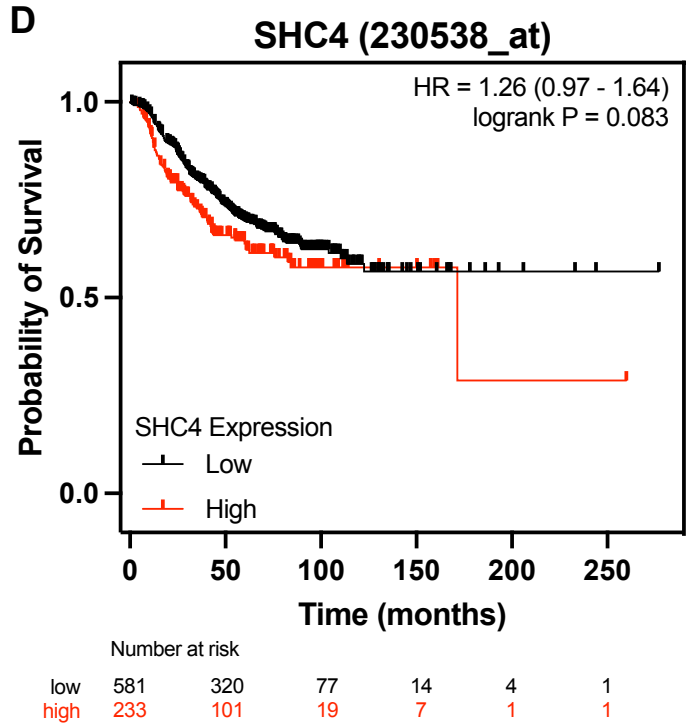 D
SHC4 (230538_at)
HR = 1.26 (0.97 - 1.64)
logrank P = 0.083
Probability of Survival
1.0
0.5
0.0
SHC4 Expression
Low
High
0 50 100 150 200 250
Time (months)
Number at risk
low 581 320 77 14 4 1
high 233 101 19 7 1 1